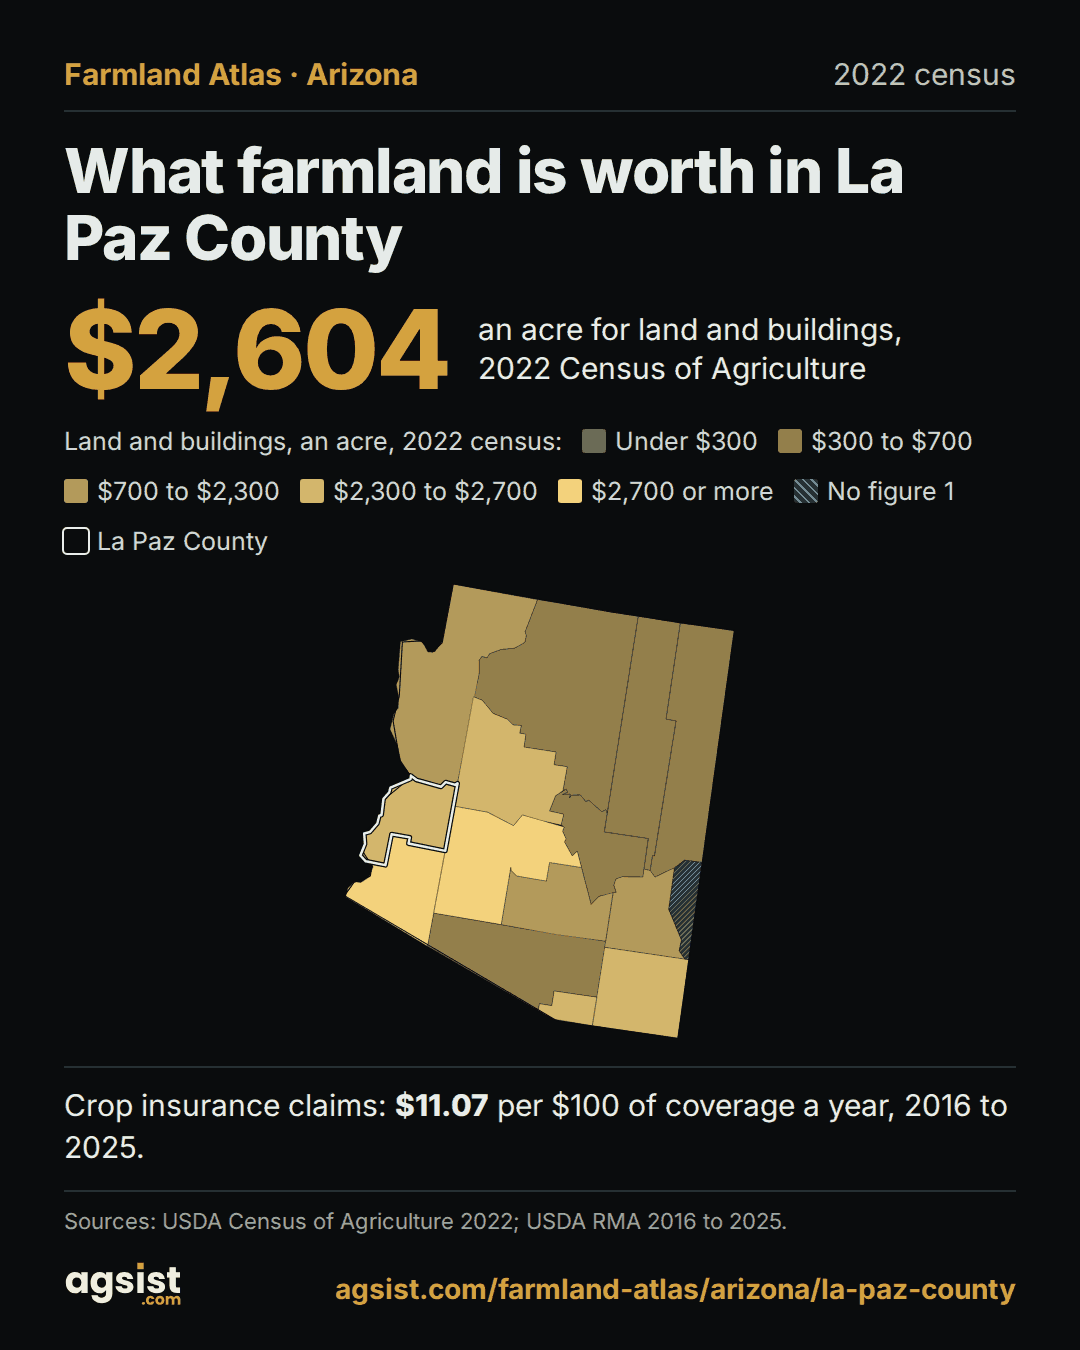 Farmland Atlas · Arizona
2022 census
What farmland is worth in La
Paz County
$2,604
an acre for land and buildings,
2022 Census of Agriculture
Land and buildings, an acre, 2022 census: Under $300 $300 to $700
$700 to $2,300 $2,300 to $2,700 $2,700 or more No figure 1
La Paz County
Crop insurance claims: $11.07 per $100 of coverage a year, 2016 to
2025.
Sources: USDA Census of Agriculture 2022; USDA RMA 2016 to 2025.
agsist
.com
agsist.com/farmland-atlas/arizona/la-paz-county